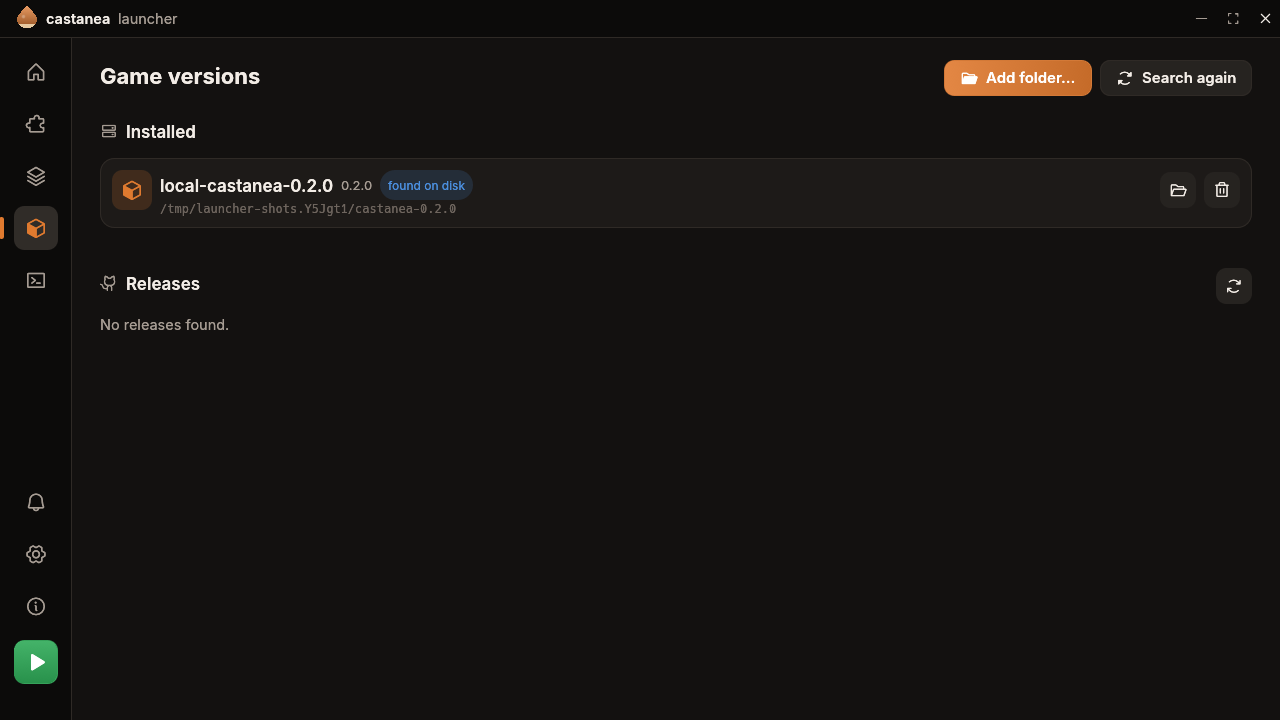 castanea launcher
Game versions
Add folder...
Search again
Installed
local-castanea-0.2.0 0.2.0 found on disk
/tmp/launcher-shots.Y5Jgt1/castanea-0.2.0
Releases
No releases found.